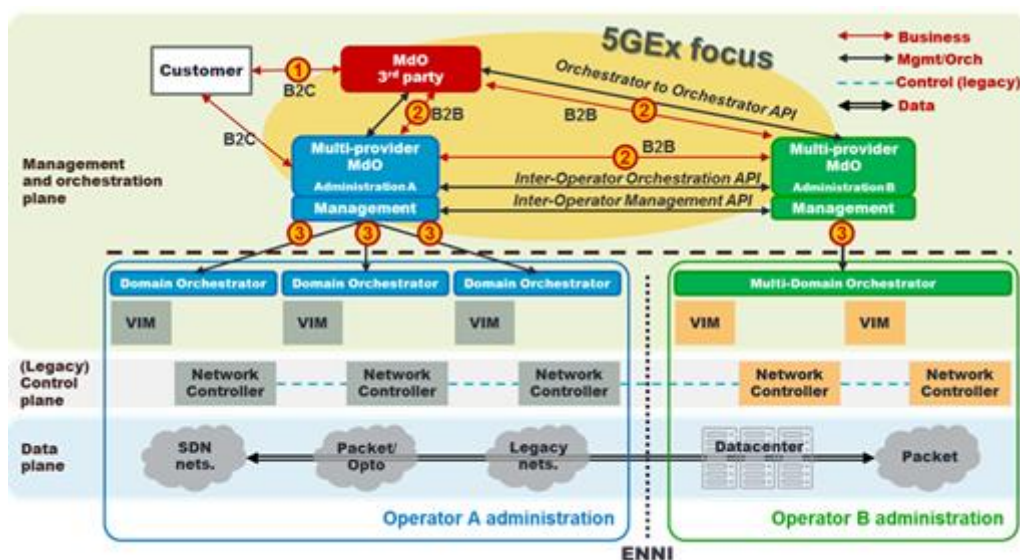 5GEx focus
Business
Mgmt/Orch
Control (legacy)
Data
Customer
1
B2C
MdO
3rd party
Orchestrator to Orchestrator API
2
B2B
2
B2B
B2C
2
B2B
Multi-provider
MdO
Administration A
Management
Inter-Operator Orchestration API
Inter-Operator Management API
Multi-provider
MdO
Administration B
Management
Management
and orchestration
plane
3
3
3
3
Domain Orchestrator
Domain Orchestrator
Domain Orchestrator
Multi-Domain Orchestrator
VIM
VIM
VIM
VIM
VIM
(Legacy)
Control
plane
Network
Controller
Network
Controller
Network
Controller
Network
Controller
Network
Controller
Data
plane
SDN
nets.
Packet/
Opto
Legacy
nets.
Datacenter
Packet
Operator A administration
Operator B administration
ENNI